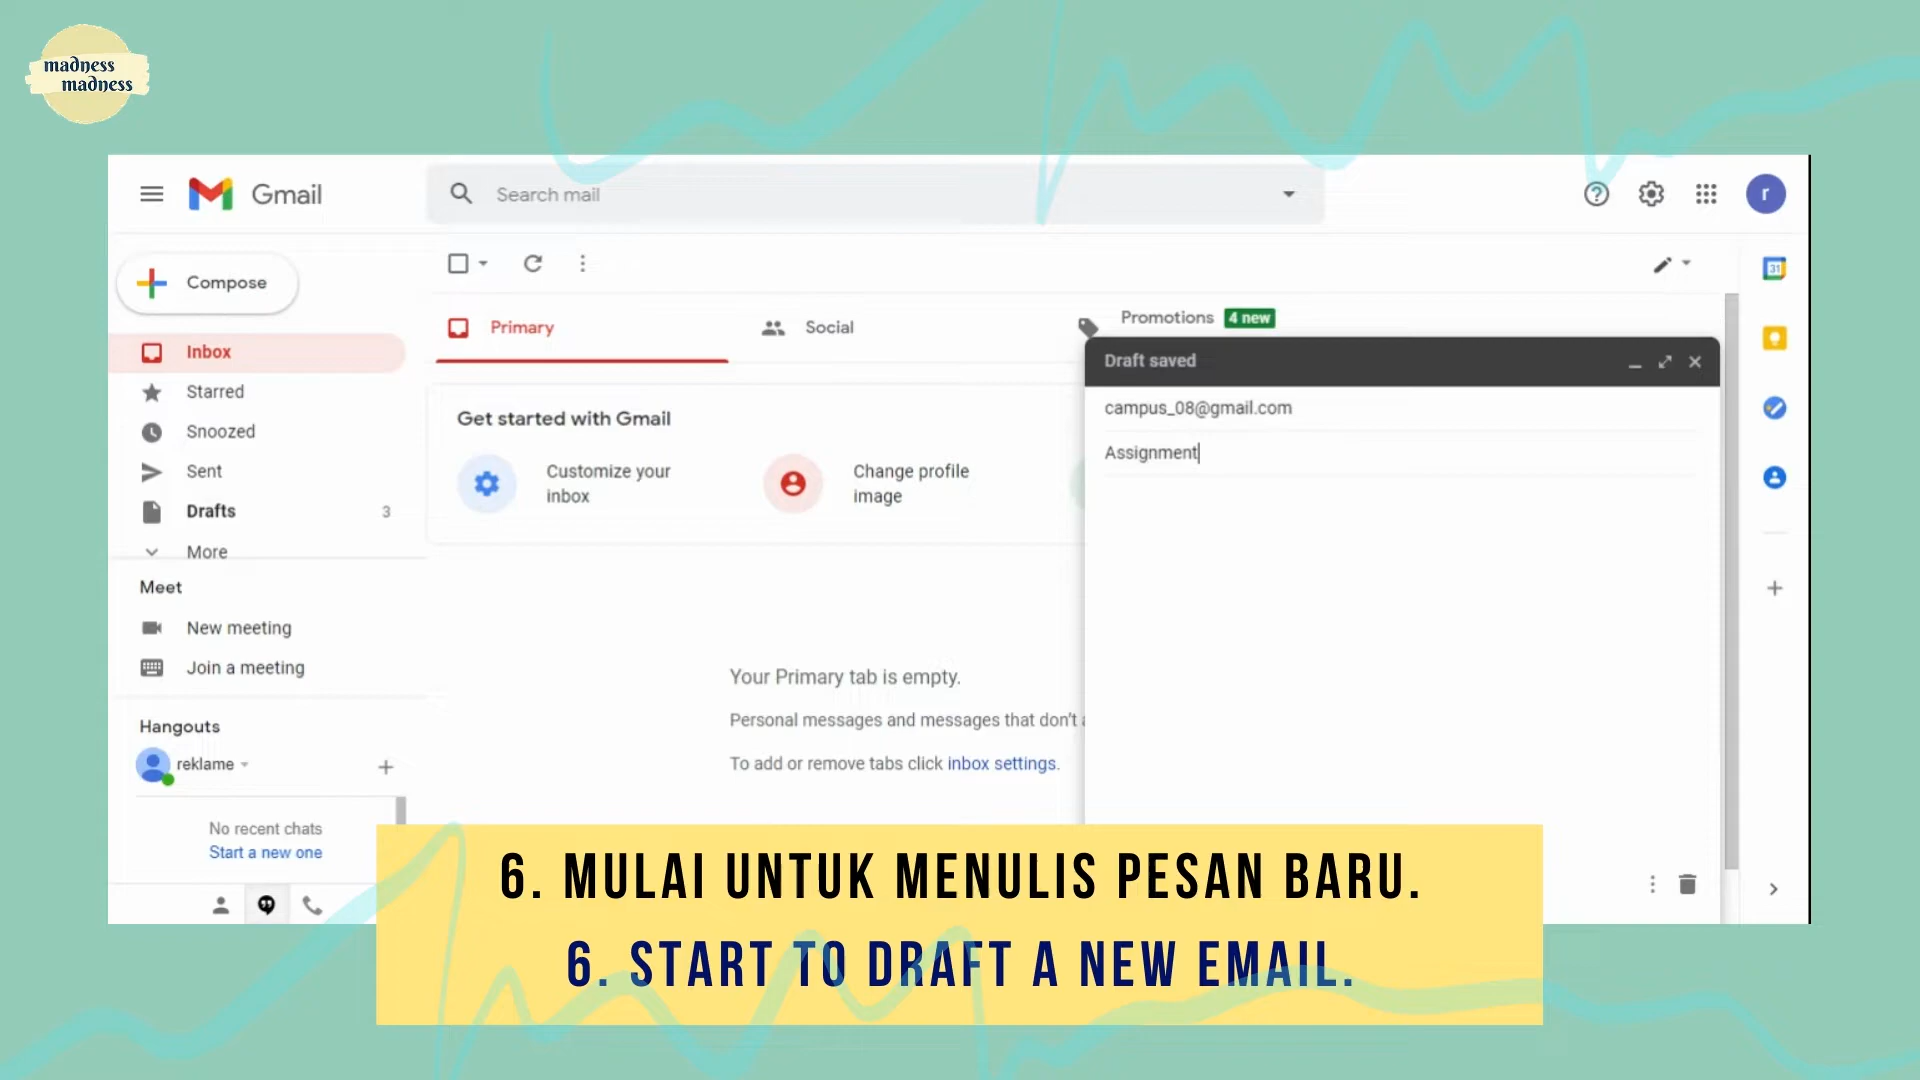 madness
madness
Gmail
Search mail
r
Compose
31
Primary
Social
Promotions 4 new
Inbox
Starred
Snoozed
Sent
Drafts 3
More
Get started with Gmail
Customize your
inbox
Change profile
image
Draft saved
campus_08@gmail.com
Assignment
Meet
New meeting
Join a meeting
Your Primary tab is empty.
Personal messages and messages that don't
To add or remove tabs click inbox settings.
Hangouts
reklame
No recent chats
Start a new one
6. MULAI UNTUK MENULIS PESAN BARU.
6. START TO DRAFT A NEW EMAIL.